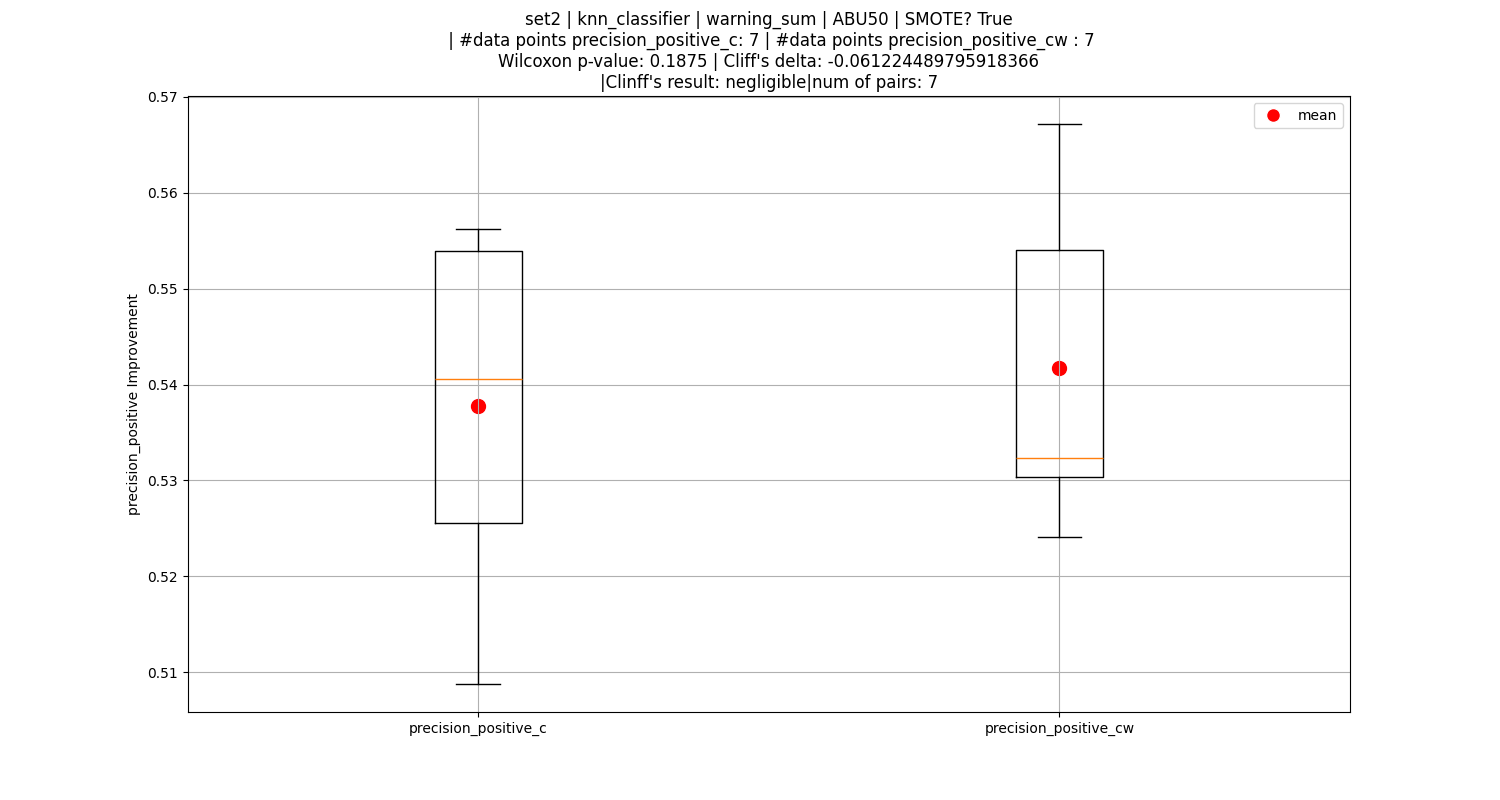 set2 | knn_classifier | warning_sum | ABU50 | SMOTE? True
| #data points precision_positive_c: 7 | #data points precision_positive_cw : 7
Wilcoxon p-value: 0.1875 | Cliff's delta: -0.061224489795918366
|Clinff's result: negligible|num of pairs: 7
mean
precision_positive Improvement
0.57
0.56
0.55
0.54
0.53
0.52
0.51
precision_positive_c
precision_positive_cw